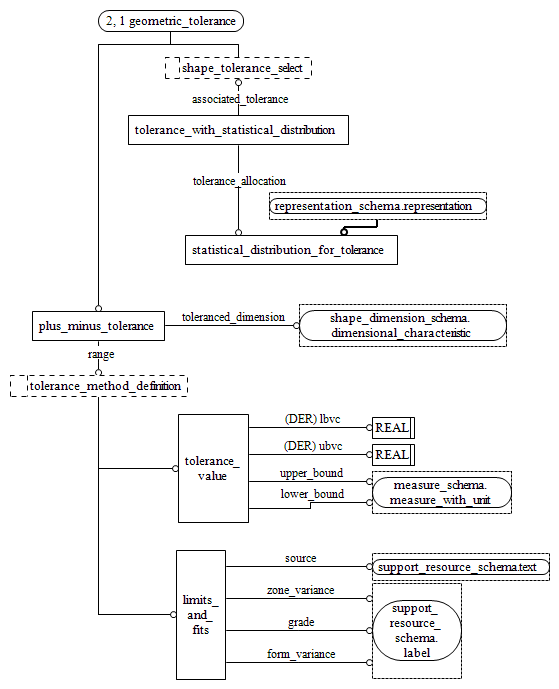 2, 1 geometric_tolerance
shape_tolerance_select
associated_tolerance
tolerance_with_statistical_distribution
tolerance_allocation
representation_schema.representation
statistical_distribution_for_tolerance
plus_minus_tolerance
toleranced_dimension
shape_dimension_schema.
dimensional_characteristic
range
tolerance_method_definition
tolerance_
value
(DER) lbvc
REAL
(DER) ubvc
REAL
upper_bound
lower_bound
measure_schema.
measure_with_unit
limits_
and_
fits
source
support_resource_schema.text
zone_variance
grade
form_variance
support_
resource_
schema.
label